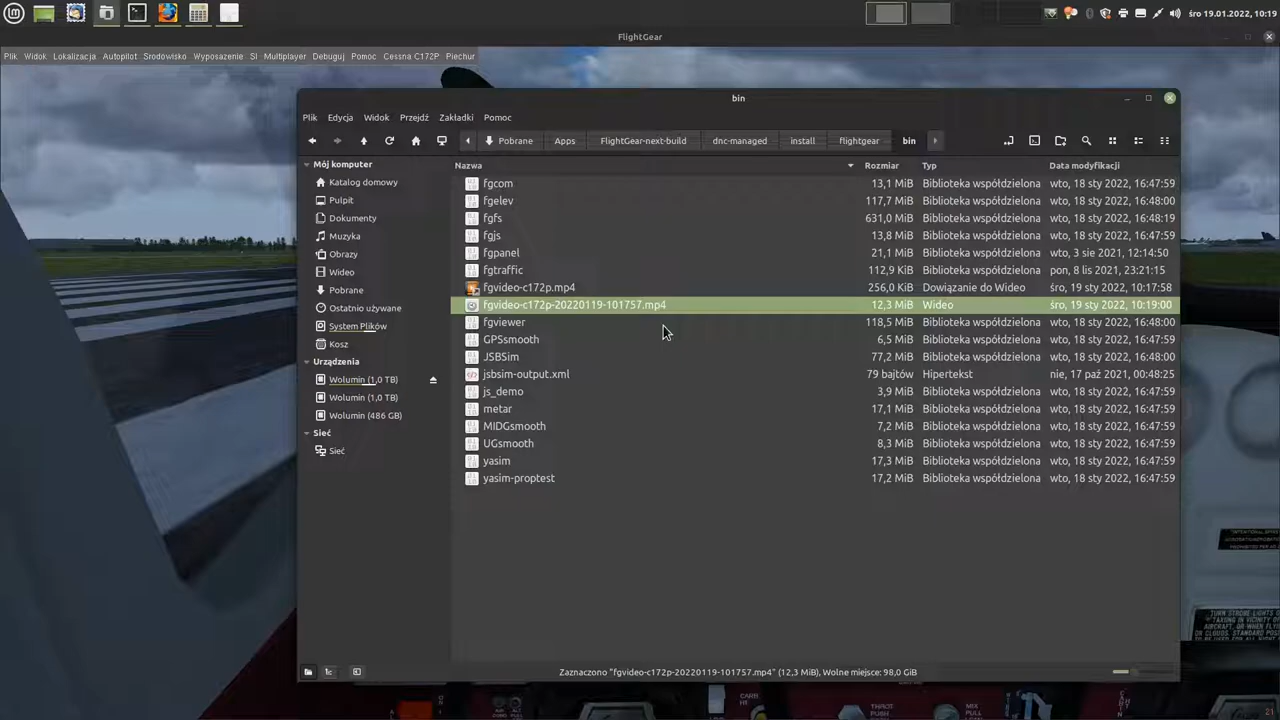 śro 19.01.2022, 10:19
FlightGear
Plik Widok Lokalizacja Autopilot Środowisko Wyposażenie SI Multiplayer Debuguj Pomoc Cessna C172P Piechur
bin
Plik Edycja Widok Przejdź Zakładki Pomoc
Pobrane Apps FlightGear-next-build dnc-managed install flightgear bin
Mój komputer
Katalog domowy
Pulpit
Dokumenty
Muzyka
Obrazy
Wideo
Pobrane
Ostatnio używane
System Plików
Kosz
Urządzenia
Wolumin (1,0 TB)
Wolumin (1,0 TB)
Wolumin (486 GB)
Sieć
Sieć
Nazwa Rozmiar Typ Data modyfikacji
fgcom 13,1 MiB Biblioteka współdzielona wto, 18 sty 2022, 16:47:59
fgelev 117,7 MiB Biblioteka współdzielona wto, 18 sty 2022, 16:48:00
fgfs 631,0 MiB Biblioteka współdzielona wto, 18 sty 2022, 16:48:19
fgjs 13,8 MiB Biblioteka współdzielona wto, 18 sty 2022, 16:47:59
fgpanel 21,1 MiB Biblioteka współdzielona wto, 3 sie 2021, 12:14:50
fgtraffic 112,9 KiB Biblioteka współdzielona pon, 8 lis 2021, 23:21:15
fgvideo-c172p.mp4 256,0 KiB Dowiązanie do Wideo śro, 19 sty 2022, 10:17:58
fgvideo-c172p-20220119-101757.mp4 12,3 MiB Wideo śro, 19 sty 2022, 10:19:00
fgviewer 118,5 MiB Biblioteka współdzielona wto, 18 sty 2022, 16:48:00
GPSsmooth 6,5 MiB Biblioteka współdzielona wto, 18 sty 2022, 16:47:59
JSBSim 77,2 MiB Biblioteka współdzielona wto, 18 sty 2022, 16:48:00
jsbsim-output.xml 79 bajtów Hipertekst nie, 17 paź 2021, 00:48:25
js_demo 3,9 MiB Biblioteka współdzielona wto, 18 sty 2022, 16:47:59
metar 17,1 MiB Biblioteka współdzielona wto, 18 sty 2022, 16:47:59
MIDGsmooth 7,2 MiB Biblioteka współdzielona wto, 18 sty 2022, 16:47:59
UGsmooth 8,3 MiB Biblioteka współdzielona wto, 18 sty 2022, 16:47:59
yasim 17,3 MiB Biblioteka współdzielona wto, 18 sty 2022, 16:47:59
yasim-proptest 17,2 MiB Biblioteka współdzielona wto, 18 sty 2022, 16:47:59
Zaznaczono "fgvideo-c172p-20220119-101757.mp4" (12,3 MiB), Wolne miejsce: 98,0 GiB
TURN STROBE LIGHTS
CARB
HEAT
THROT
PUSH
MIX
PULL
21